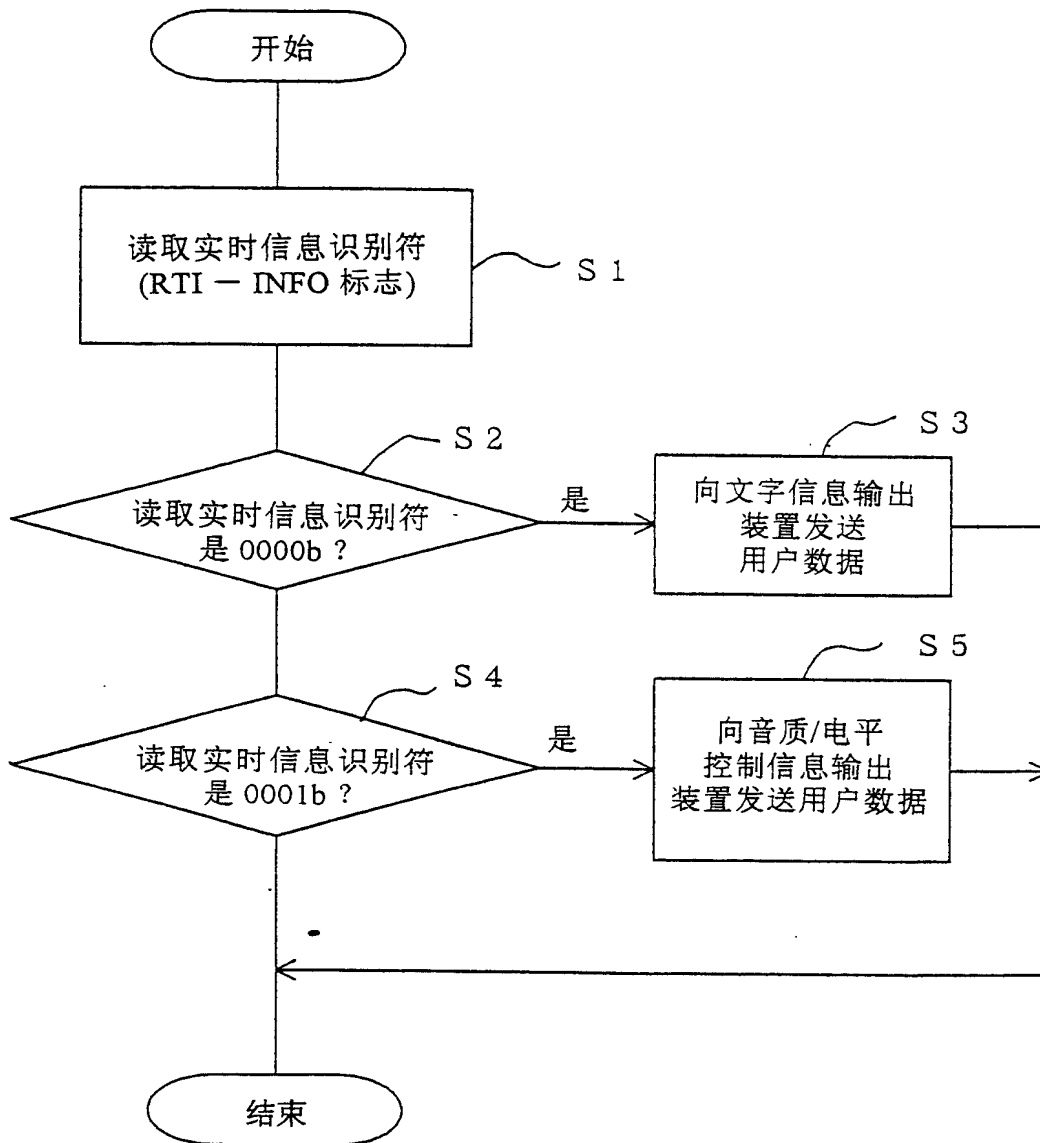 开始
读取实时信息识别符
(RTI － INFO 标志)
S 1
S 2
读取实时信息识别符
是 0000b ?
是
S 3
向文字信息输出
装置发送
用户数据
S 4
读取实时信息识别符
是 0001b ?
是
S 5
向音质/电平
控制信息输出
装置发送用户数据
结束